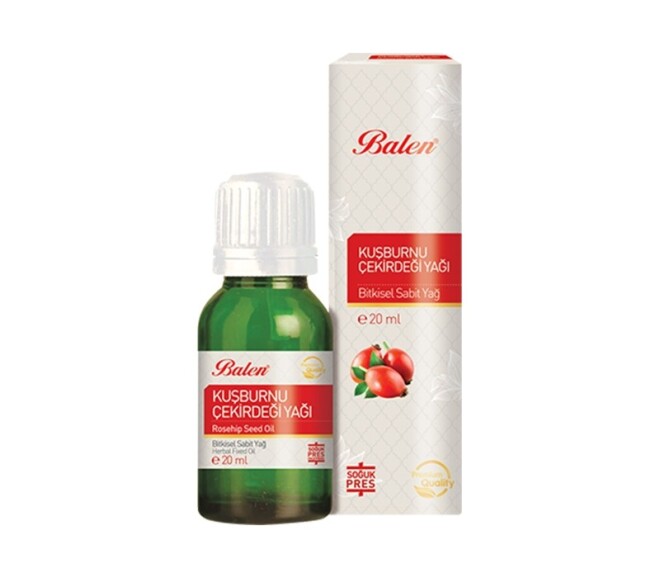 Balen®
KUŞBURNU
ÇEKİRDEĞİ YAĞI
Bitkisel Sabit Yağ
e 20 ml
SOĞUK
PRES
Premium
Quality
Balen®
KUŞBURNU
ÇEKİRDEĞİ YAĞI
Rosehip Seed Oil
Bitkisel Sabit Yağ
Herbal Fixed Oil
e 20 ml
SOĞUK
PRES